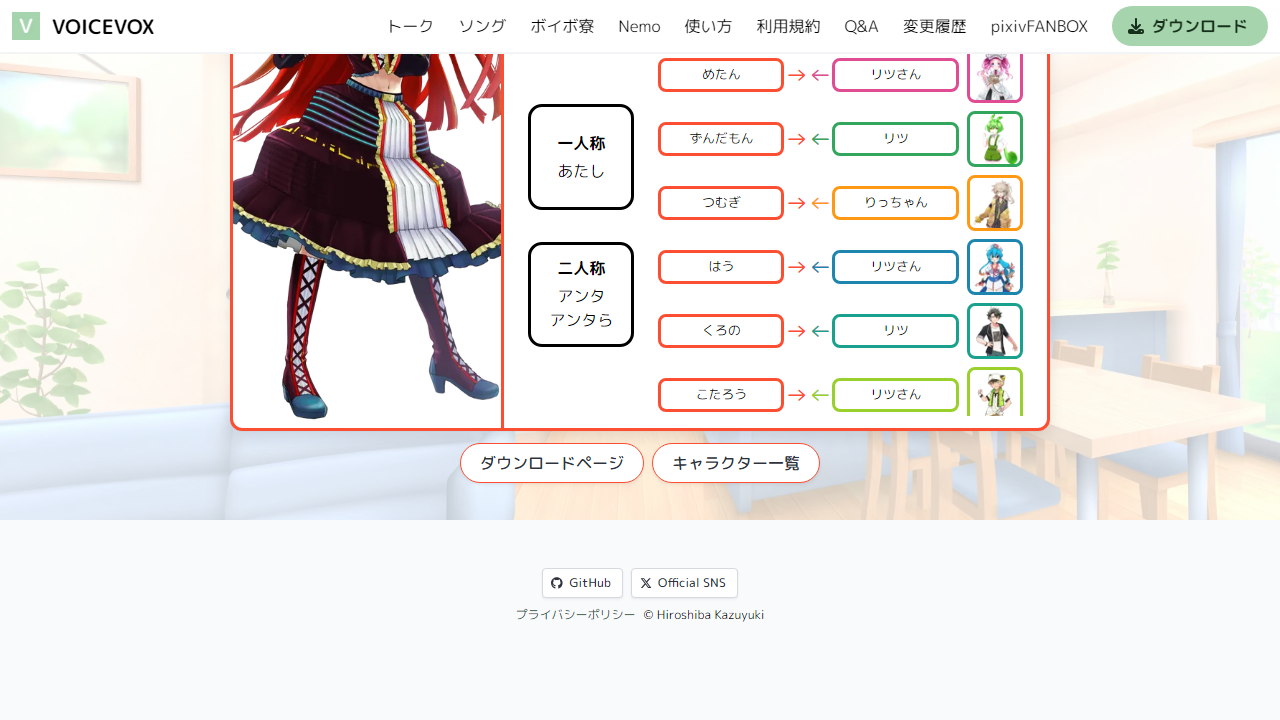 V VOICEVOX トーク ソング ボイボ寮 Nemo 使い方 利用規約 Q&A 変更履歴 pixivFANBOX ダウンロード
めたん → ← リツさん
一人称
あたし
ずんだもん → ← リツ
つむぎ → ← りっちゃん
二人称
アンタ
アンタら
はう → ← リツさん
くろの → ← リツ
こたろう → ← リツさん
ダウンロードページ キャラクター一覧
GitHub Official SNS
プライバシーポリシー © Hiroshiba Kazuyuki